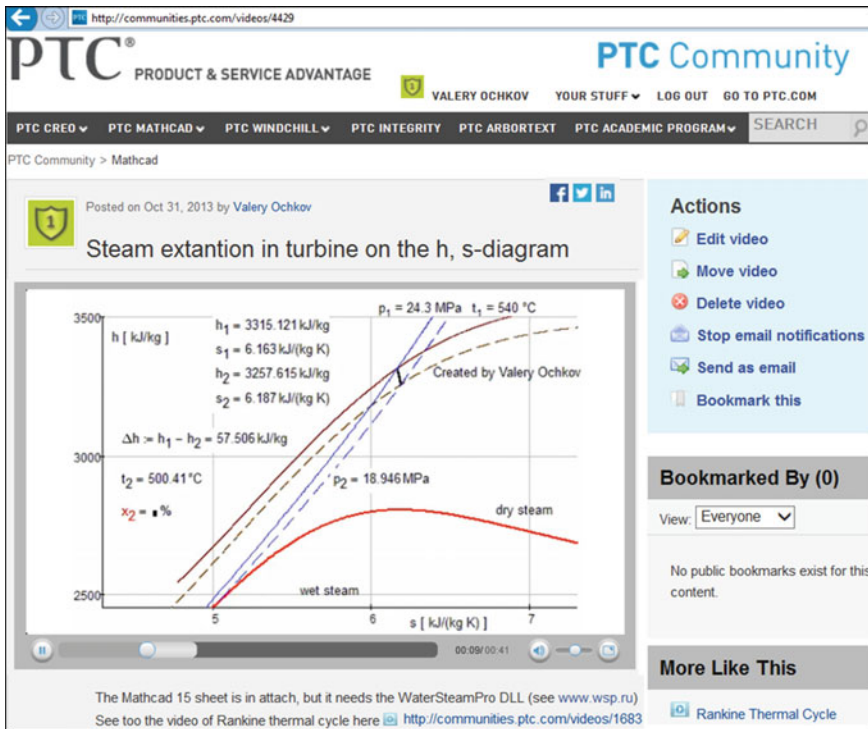 http://communities.ptc.com/videos/4429
PTC®
PRODUCT & SERVICE ADVANTAGE
PTC Community
VALERY OCHKOV YOUR STUFF LOG OUT GO TO PTC.COM
PTC CREO PTC MATHCAD PTC WINDCHILL PTC INTEGRITY PTC ARBORTEXT PTC ACADEMIC PROGRAM SEARCH
PTC Community > Mathcad
1
Posted on Oct 31, 2013 by Valery Ochkov
Steam extantion in turbine on the h, s-diagram
p1 = 24.3 MPa t1 = 540 °C
3500
h [ kJ/kg ]
h1 = 3315.121 kJ/kg
s1 = 6.163 kJ/(kg K)
h2 = 3257.615 kJ/kg
s2 = 6.187 kJ/(kg K)
Created by Valery Ochkov
Δh := h1 − h2 = 57.506 kJ/kg
3000
t2 = 500.41 °C
p2 = 18.946 MPa
x2 = ▪ %
dry steam
wet steam
2500
5 6 7
s [ kJ/(kg K) ]
00:09/00:41
The Mathcad 15 sheet is in attach, but it needs the WaterSteamPro DLL (see www.wsp.ru)
See too the video of Rankine thermal cycle here http://communities.ptc.com/videos/1683
Actions
Edit video
Move video
Delete video
Stop email notifications
Send as email
Bookmark this
Bookmarked By (0)
View: Everyone
No public bookmarks exist for this
content.
More Like This
Rankine Thermal Cycle